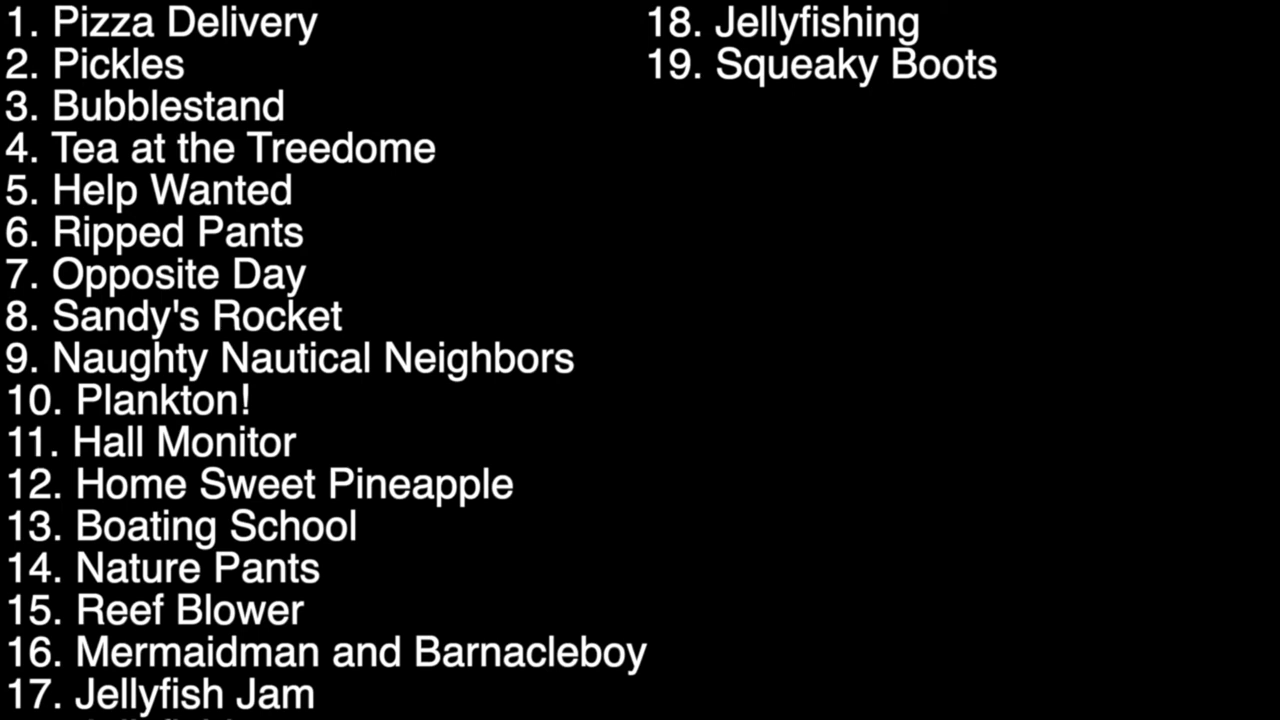 1. Pizza Delivery
2. Pickles
3. Bubblestand
4. Tea at the Treedome
5. Help Wanted
6. Ripped Pants
7. Opposite Day
8. Sandy's Rocket
9. Naughty Nautical Neighbors
10. Plankton!
11. Hall Monitor
12. Home Sweet Pineapple
13. Boating School
14. Nature Pants
15. Reef Blower
16. Mermaidman and Barnacleboy
17. Jellyfish Jam
18. Jellyfishing
19. Squeaky Boots